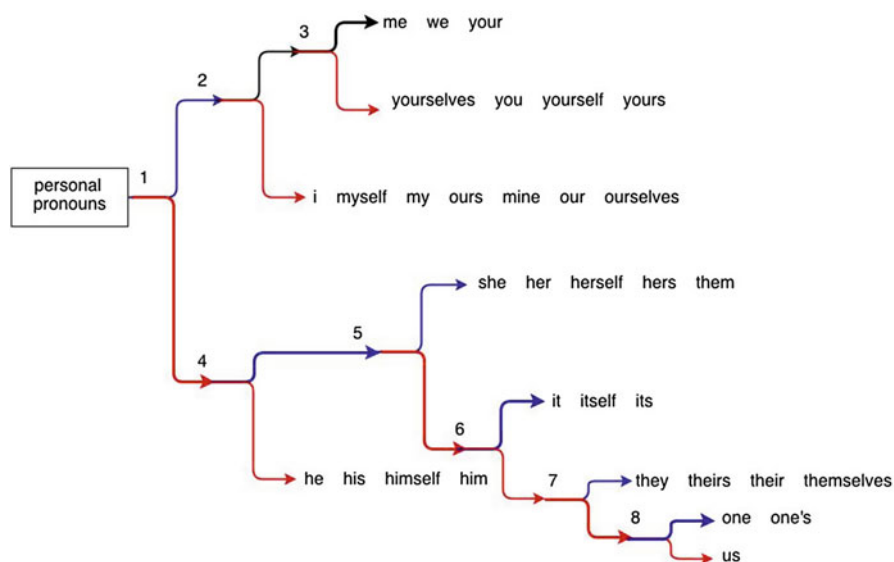 3
me we your
2
yourselves you yourself yours
1
personal
pronouns
i myself my ours mine our ourselves
she her herself hers them
5
4
it itself its
6
he his himself him
7
they theirs their themselves
8
one one's
us